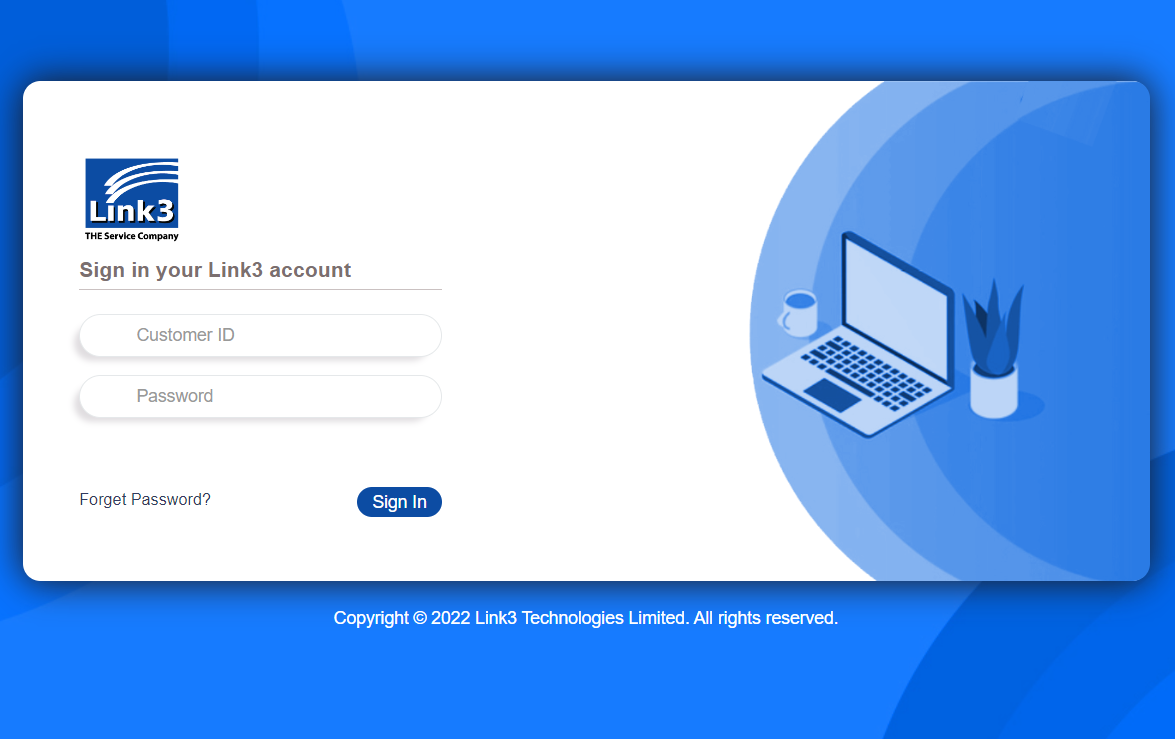 Link3
THE Service Company
Sign in your Link3 account
Customer ID
Password
Forget Password?
Sign In
Copyright © 2022 Link3 Technologies Limited. All rights reserved.